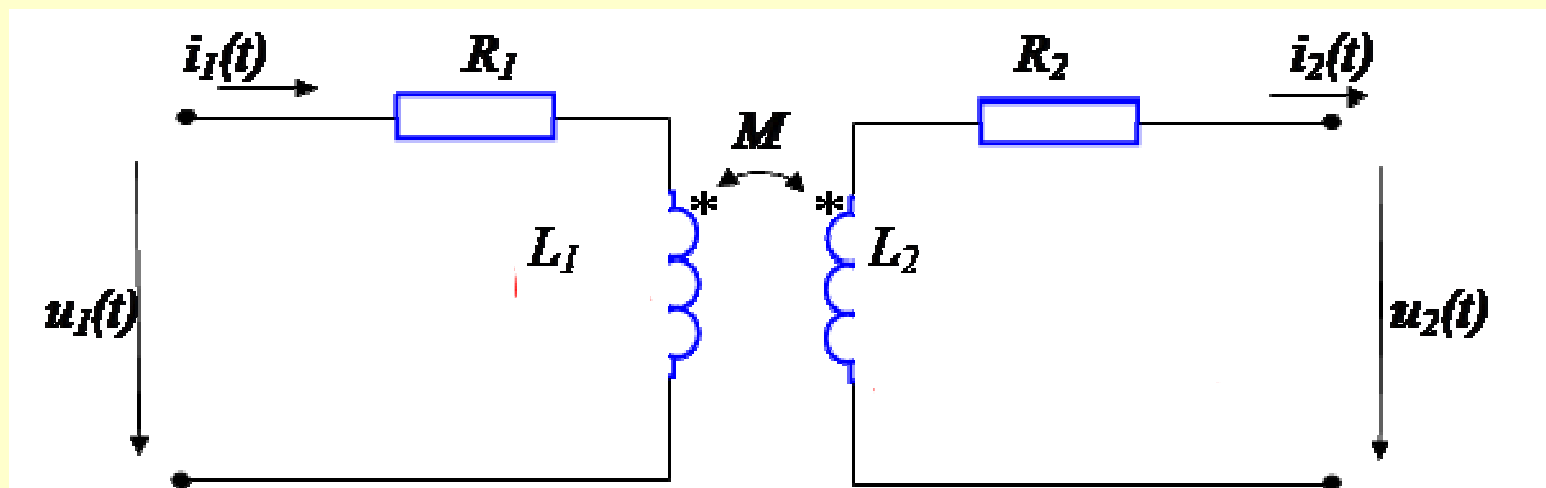 i₁(t) R₁ R₂ i₂(t)
M
* *
L₁ L₂
u₁(t) u₂(t)